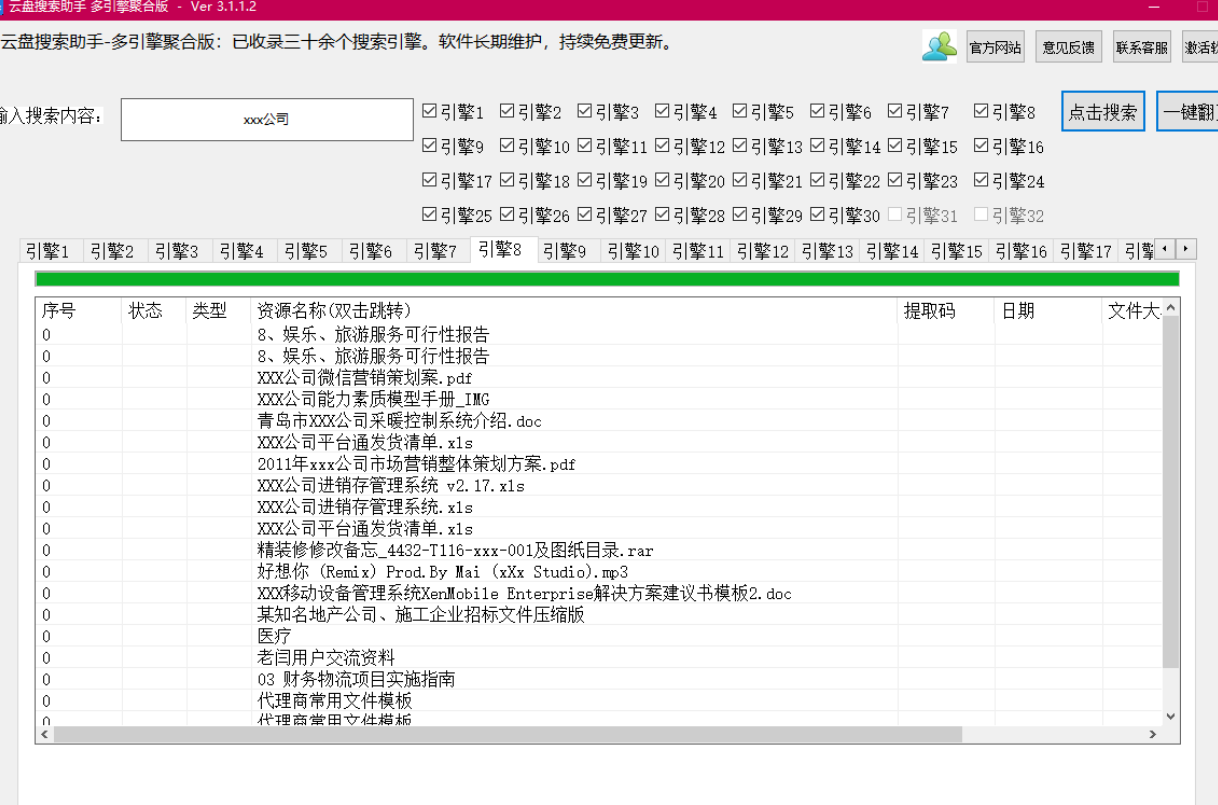 云盘搜索助手 多引擎聚合版 - Ver 3.1.1.2
云盘搜索助手-多引擎聚合版：已收录三十余个搜索引擎。软件长期维护，持续免费更新。
官方网站 意见反馈 联系客服 激活
输入搜索内容： xxx公司
引擎1 引擎2 引擎3 引擎4 引擎5 引擎6 引擎7 引擎8 点击搜索 一键翻
引擎9 引擎10 引擎11 引擎12 引擎13 引擎14 引擎15 引擎16
引擎17 引擎18 引擎19 引擎20 引擎21 引擎22 引擎23 引擎24
引擎25 引擎26 引擎27 引擎28 引擎29 引擎30 引擎31 引擎32
引擎1 引擎2 引擎3 引擎4 引擎5 引擎6 引擎7 引擎8 引擎9 引擎10 引擎11 引擎12 引擎13 引擎14 引擎15 引擎16 引擎17 引擎
序号 状态 类型 资源名称(双击跳转) 提取码 日期 文件大
0 8、娱乐、旅游服务可行性报告
0 8、娱乐、旅游服务可行性报告
0 XXX公司微信营销策划案.pdf
0 XXX公司能力素质模型手册_IMG
0 青岛市XXX公司采暖控制系统介绍.doc
0 XXX公司平台通发货清单.xls
0 2011年xxx公司市场营销整体策划方案.pdf
0 XXX公司进销存管理系统 v2.17.xls
0 XXX公司进销存管理系统.xls
0 XXX公司平台通发货清单.xls
0 精装修修改备忘_4432-T116-xxx-001及图纸目录.rar
0 好想你 (Remix) Prod.By Mai (xXx Studio).mp3
0 XXX移动设备管理系统XenMobile Enterprise解决方案建议书模板2.doc
0 某知名地产公司、施工企业招标文件压缩版
0 医疗
0 老闫用户交流资料
0 03 财务物流项目实施指南
0 代理商常用文件模板
0 代理商常用文件模板